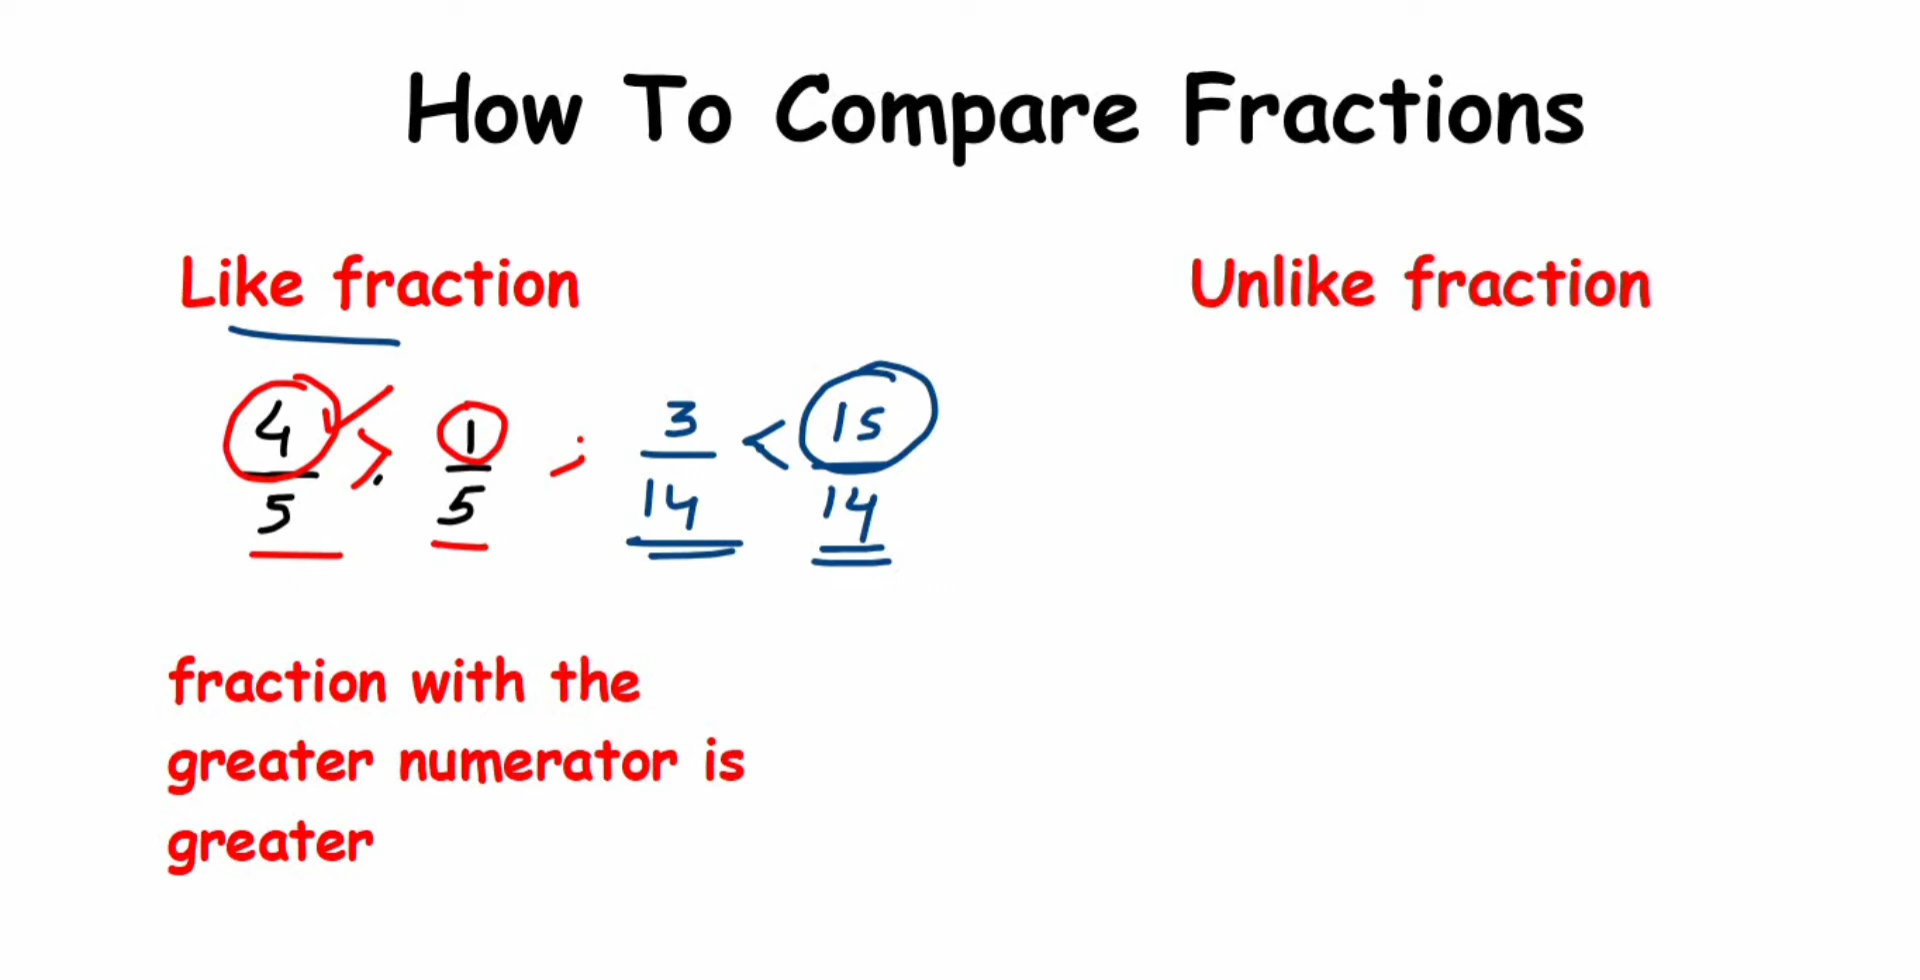 How To Compare Fractions
Like fraction
Unlike fraction
4/5 > 1/5 ; 3/14 < 15/14
fraction with the
greater numerator is
greater